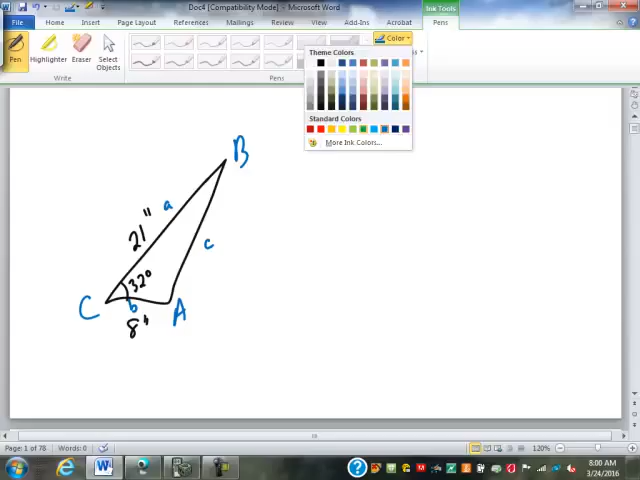 Doc4 [Compatibility Mode] - Microsoft Word
Ink Tools
File Home Insert Page Layout References Mailings Review View Add-Ins Acrobat Pens
Color
Pen Highlighter Eraser Select Objects
Write Pens
Theme Colors
Standard Colors
More Ink Colors...
B
a
21"
c
32°
C b A
8"
Page: 1 of 78 Words: 0 120%
8:00 AM
3/24/2016